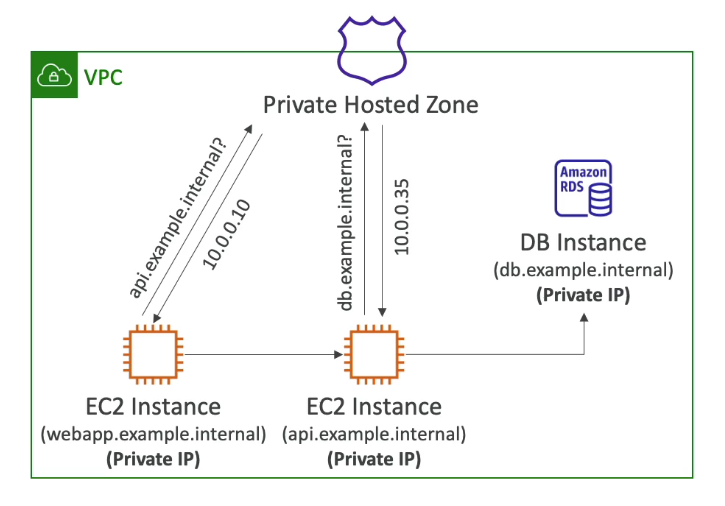 VPC
Private Hosted Zone
api.example.internal?
10.0.0.10
db.example.internal?
10.0.0.35
Amazon
RDS
DB Instance
(db.example.internal)
(Private IP)
EC2 Instance
(webapp.example.internal)
(Private IP)
EC2 Instance
(api.example.internal)
(Private IP)